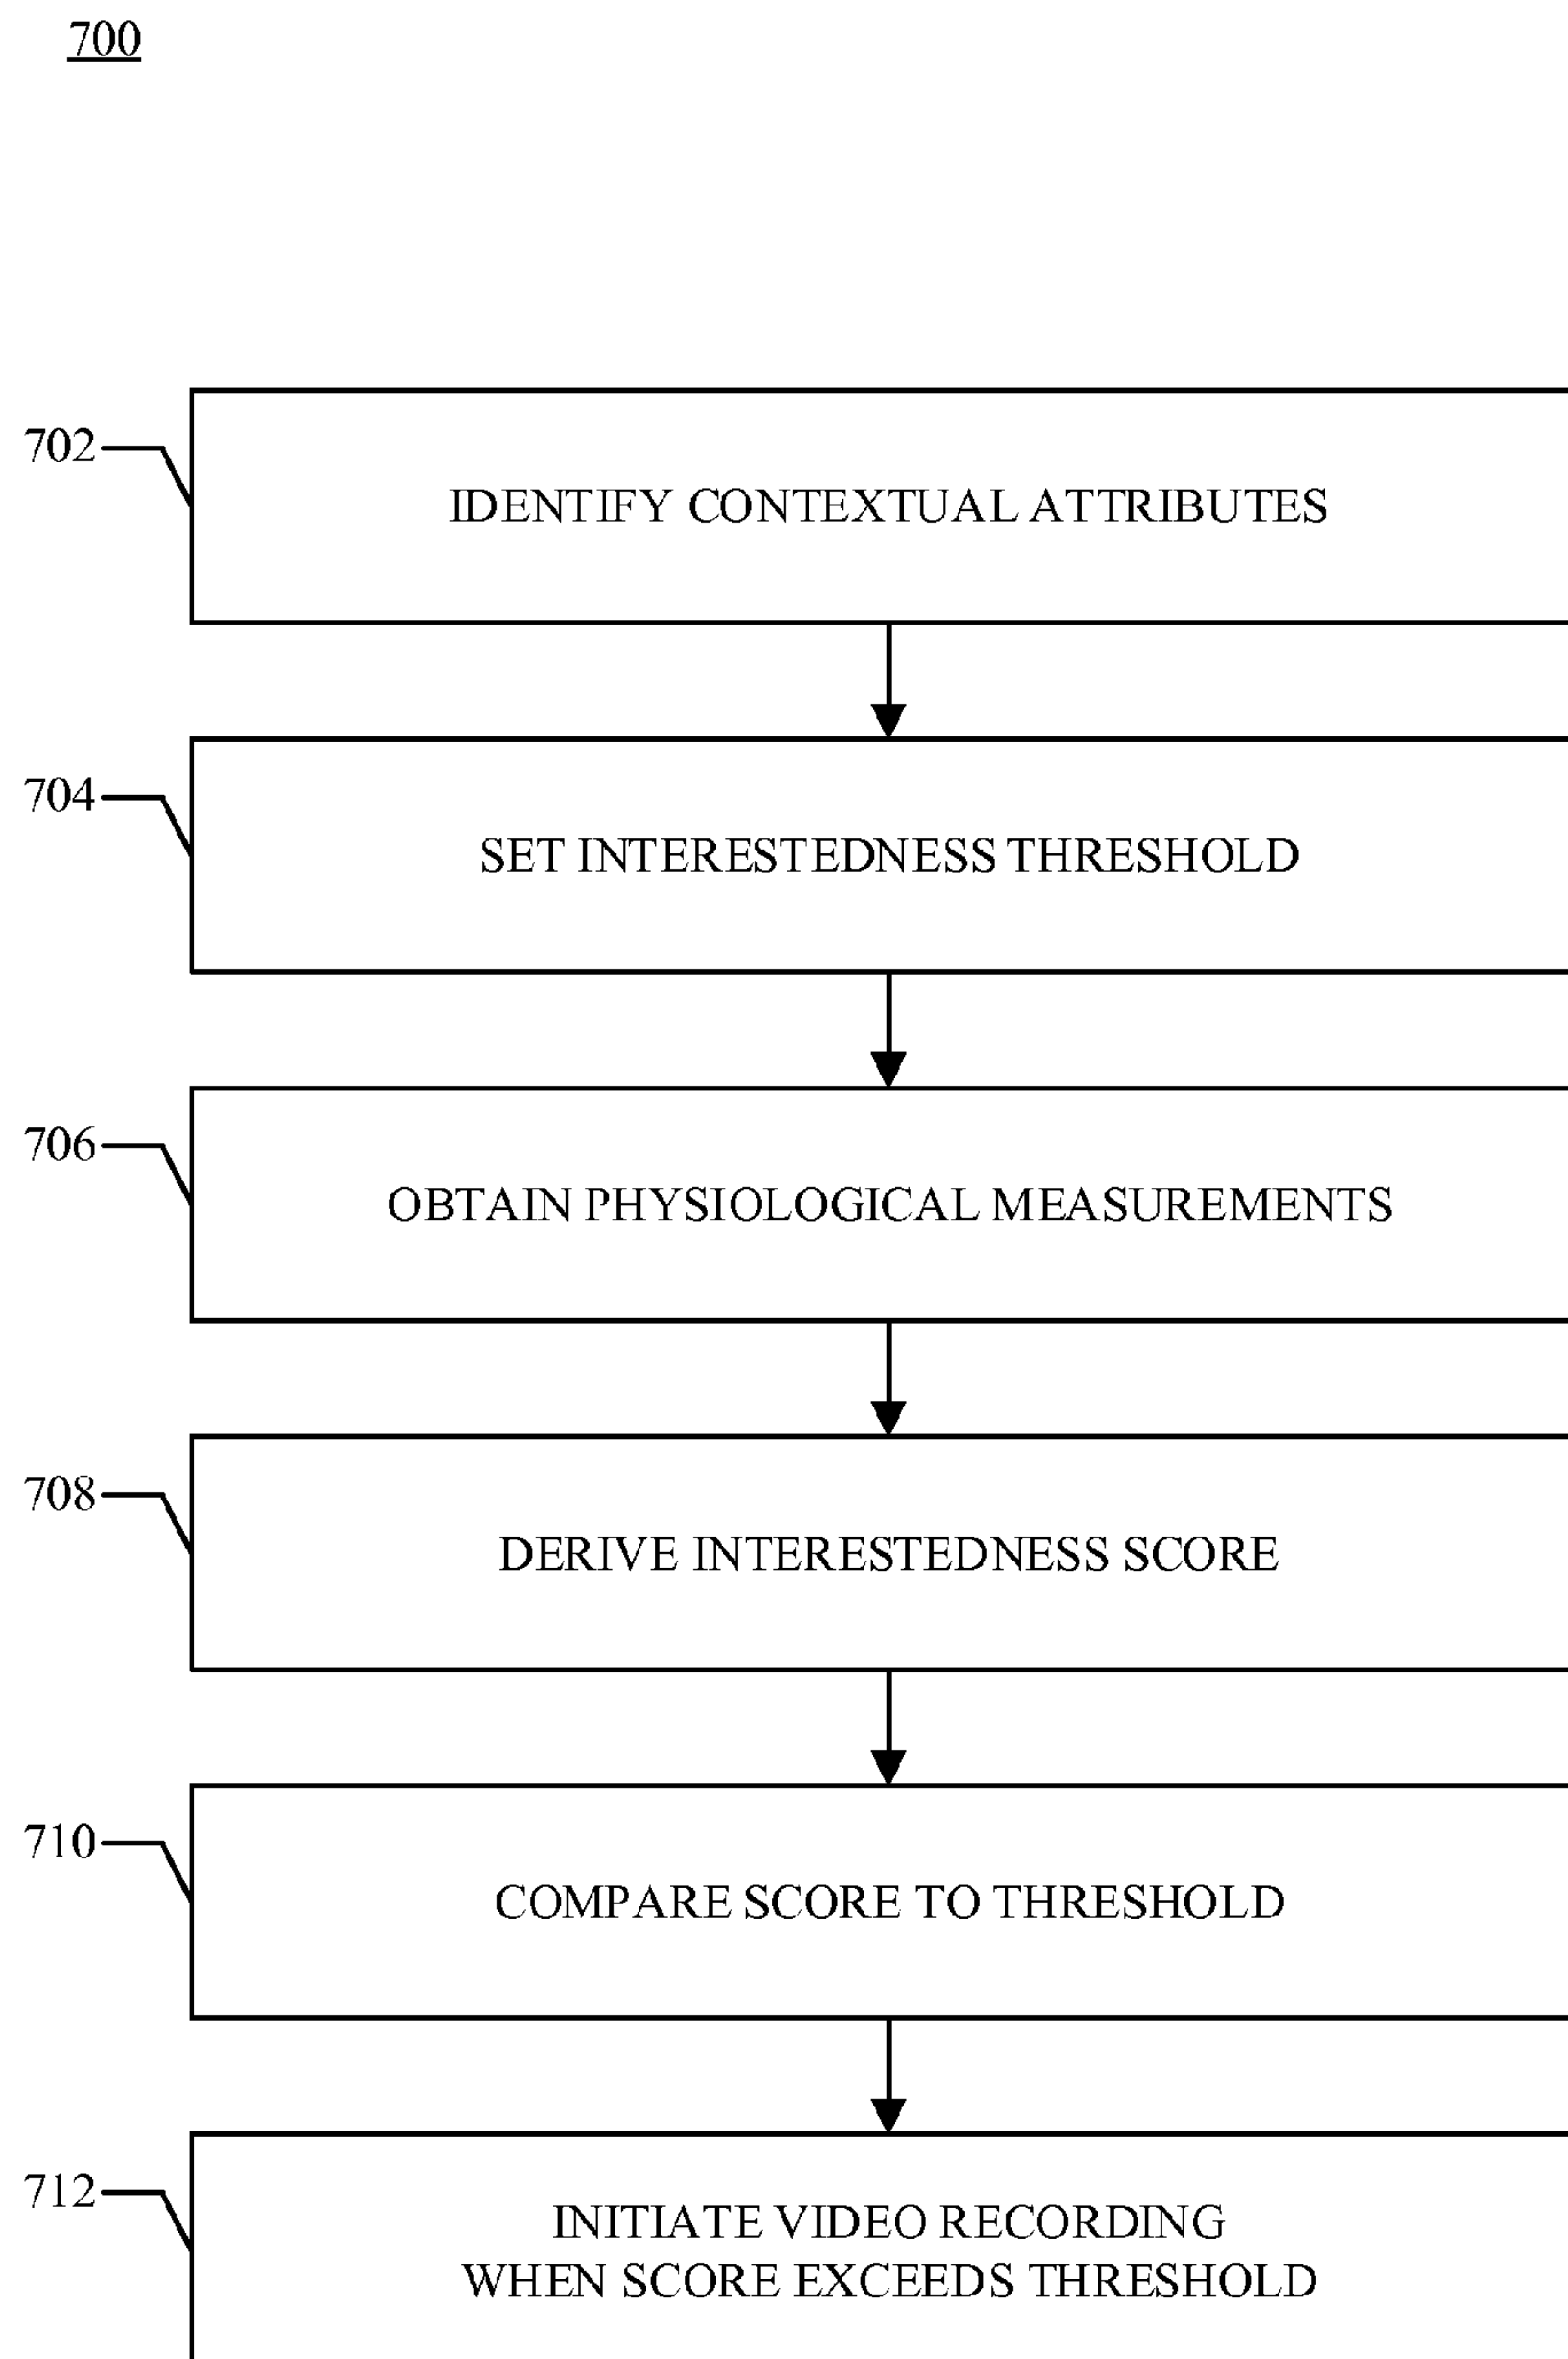 700
702
IDENTIFY CONTEXTUAL ATTRIBUTES
704
SET INTERESTEDNESS THRESHOLD
706
OBTAIN PHYSIOLOGICAL MEASUREMENTS
708
DERIVE INTERESTEDNESS SCORE
710
COMPARE SCORE TO THRESHOLD
712
INITIATE VIDEO RECORDING
WHEN SCORE EXCEEDS THRESHOLD